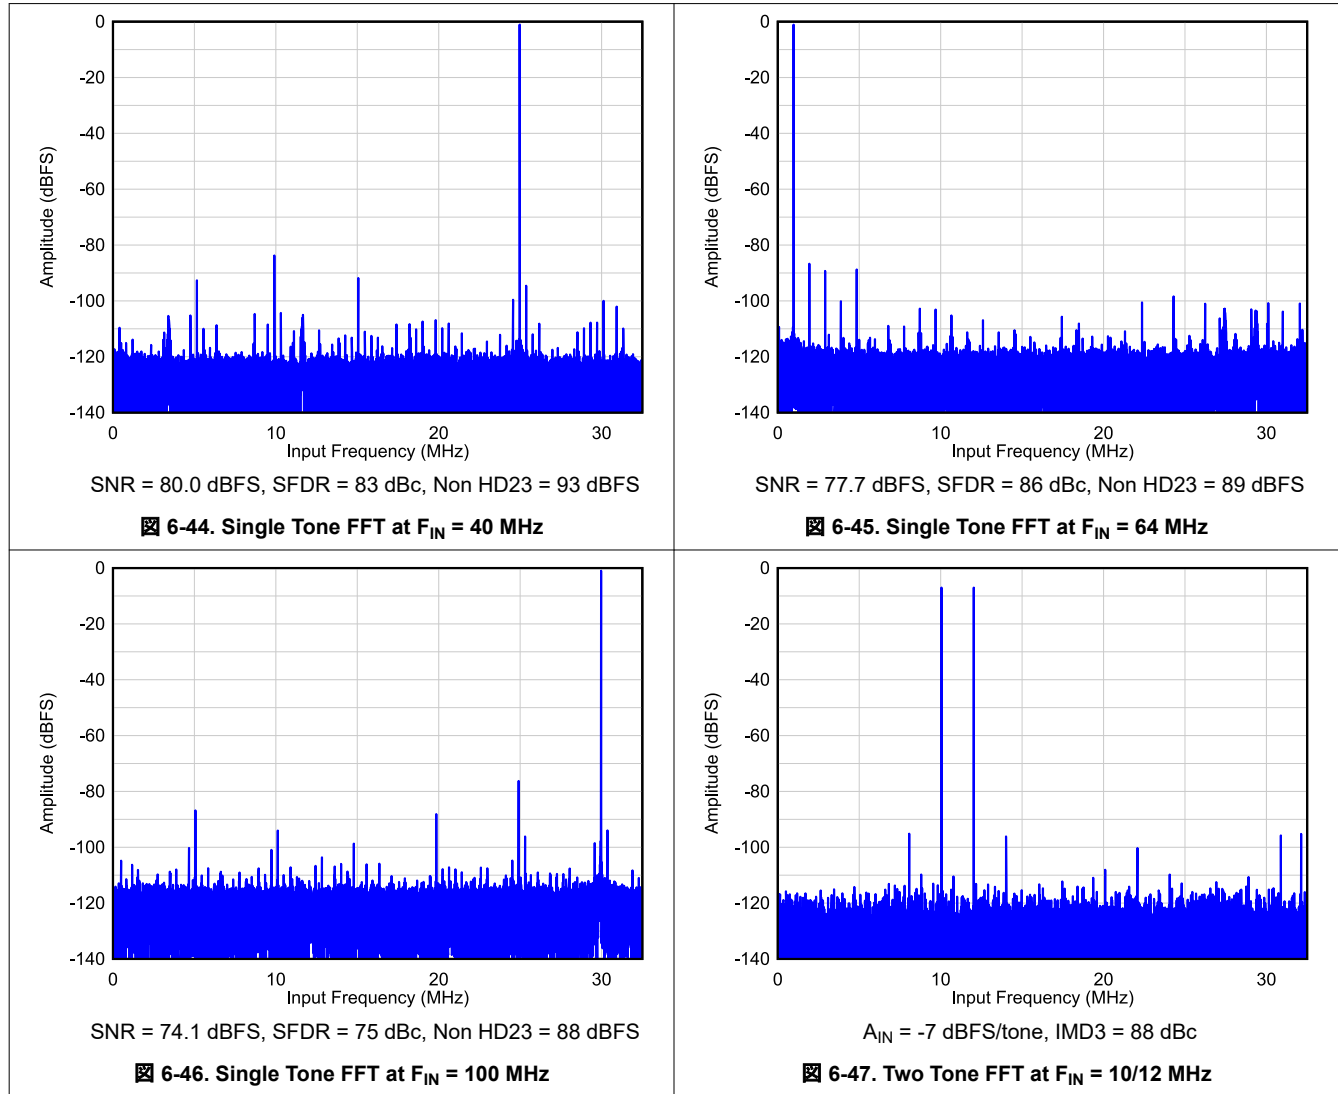 0
-20
-40
-60
-80
-100
-120
-140
Amplitude (dBFS)
0 10 20 30
Input Frequency (MHz)
SNR = 80.0 dBFS, SFDR = 83 dBc, Non HD23 = 93 dBFS
図 6-44. Single Tone FFT at FIN = 40 MHz
0
-20
-40
-60
-80
-100
-120
-140
Amplitude (dBFS)
0 10 20 30
Input Frequency (MHz)
SNR = 77.7 dBFS, SFDR = 86 dBc, Non HD23 = 89 dBFS
図 6-45. Single Tone FFT at FIN = 64 MHz
0
-20
-40
-60
-80
-100
-120
-140
Amplitude (dBFS)
0 10 20 30
Input Frequency (MHz)
SNR = 74.1 dBFS, SFDR = 75 dBc, Non HD23 = 88 dBFS
図 6-46. Single Tone FFT at FIN = 100 MHz
0
-20
-40
-60
-80
-100
-120
-140
Amplitude (dBFS)
0 10 20 30
Input Frequency (MHz)
AIN = -7 dBFS/tone, IMD3 = 88 dBc
図 6-47. Two Tone FFT at FIN = 10/12 MHz